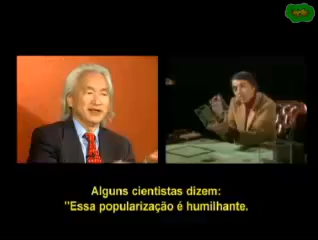 Alguns cientistas dizem:
"Essa popularização é humilhante.